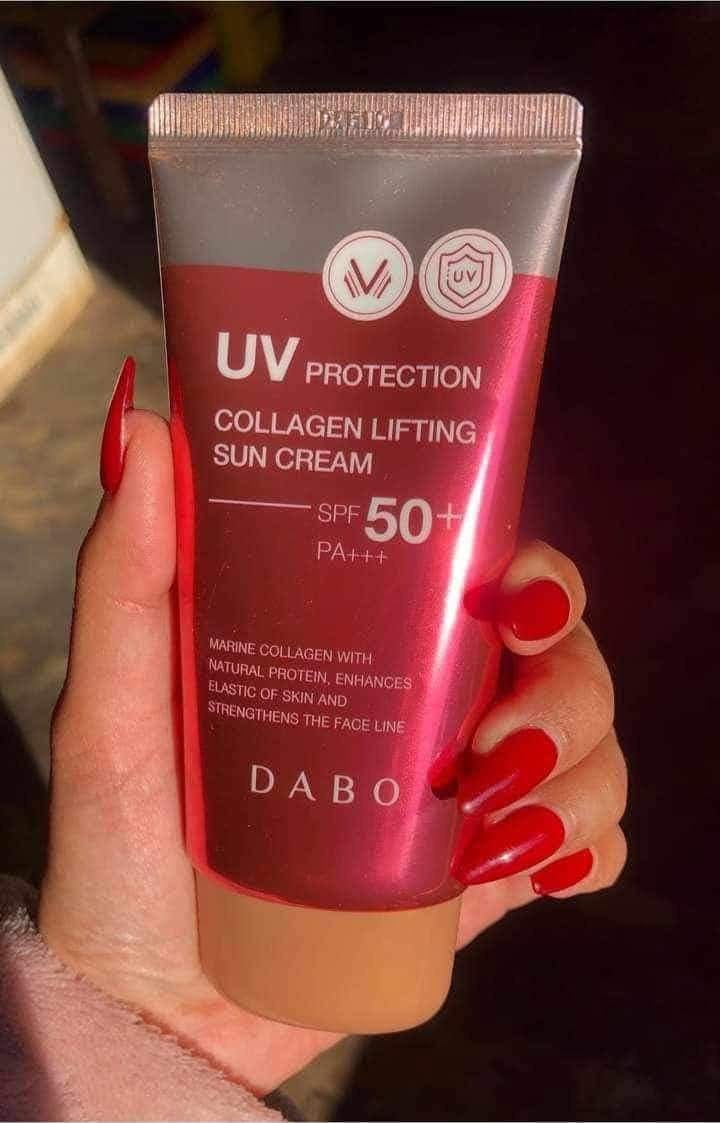 UV
UV PROTECTION
COLLAGEN LIFTING
SUN CREAM
SPF 50+
PA+++
MARINE COLLAGEN WITH
NATURAL PROTEIN, ENHANCES
ELASTIC OF SKIN AND
STRENGTHENS THE FACE LINE
DABO